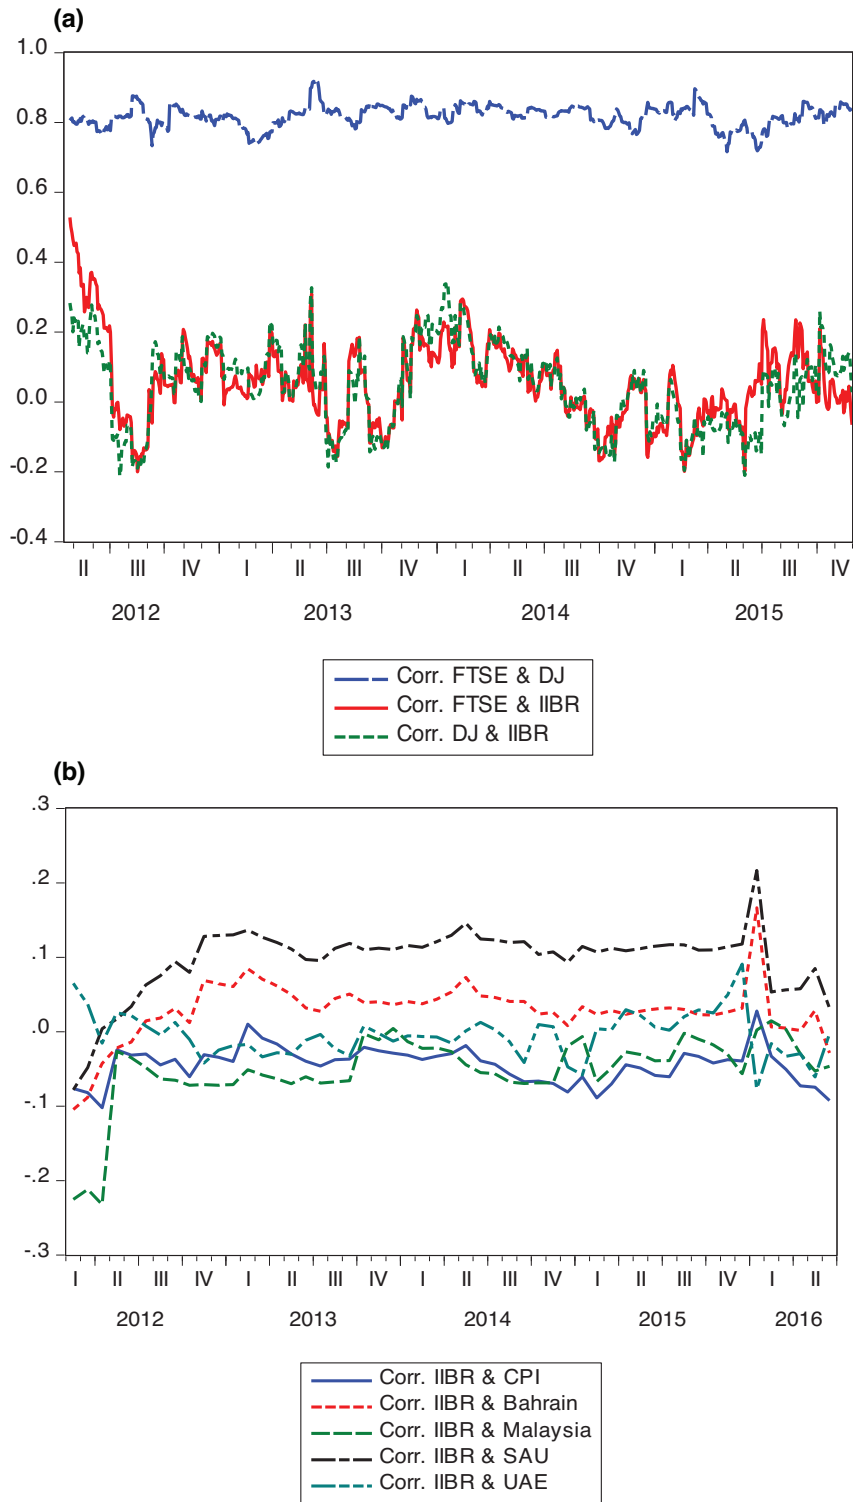 (a)
1.0
0.8
0.6
0.4
0.2
0.0
-0.2
-0.4
II III IV I II III IV I II III IV I II III IV
2012 2013 2014 2015
Corr. FTSE & DJ
Corr. FTSE & IIBR
Corr. DJ & IIBR
(b)
.3
.2
.1
.0
-.1
-.2
-.3
I II III IV I II III IV I II III IV I II III IV I II
2012 2013 2014 2015 2016
Corr. IIBR & CPI
Corr. IIBR & Bahrain
Corr. IIBR & Malaysia
Corr. IIBR & SAU
Corr. IIBR & UAE